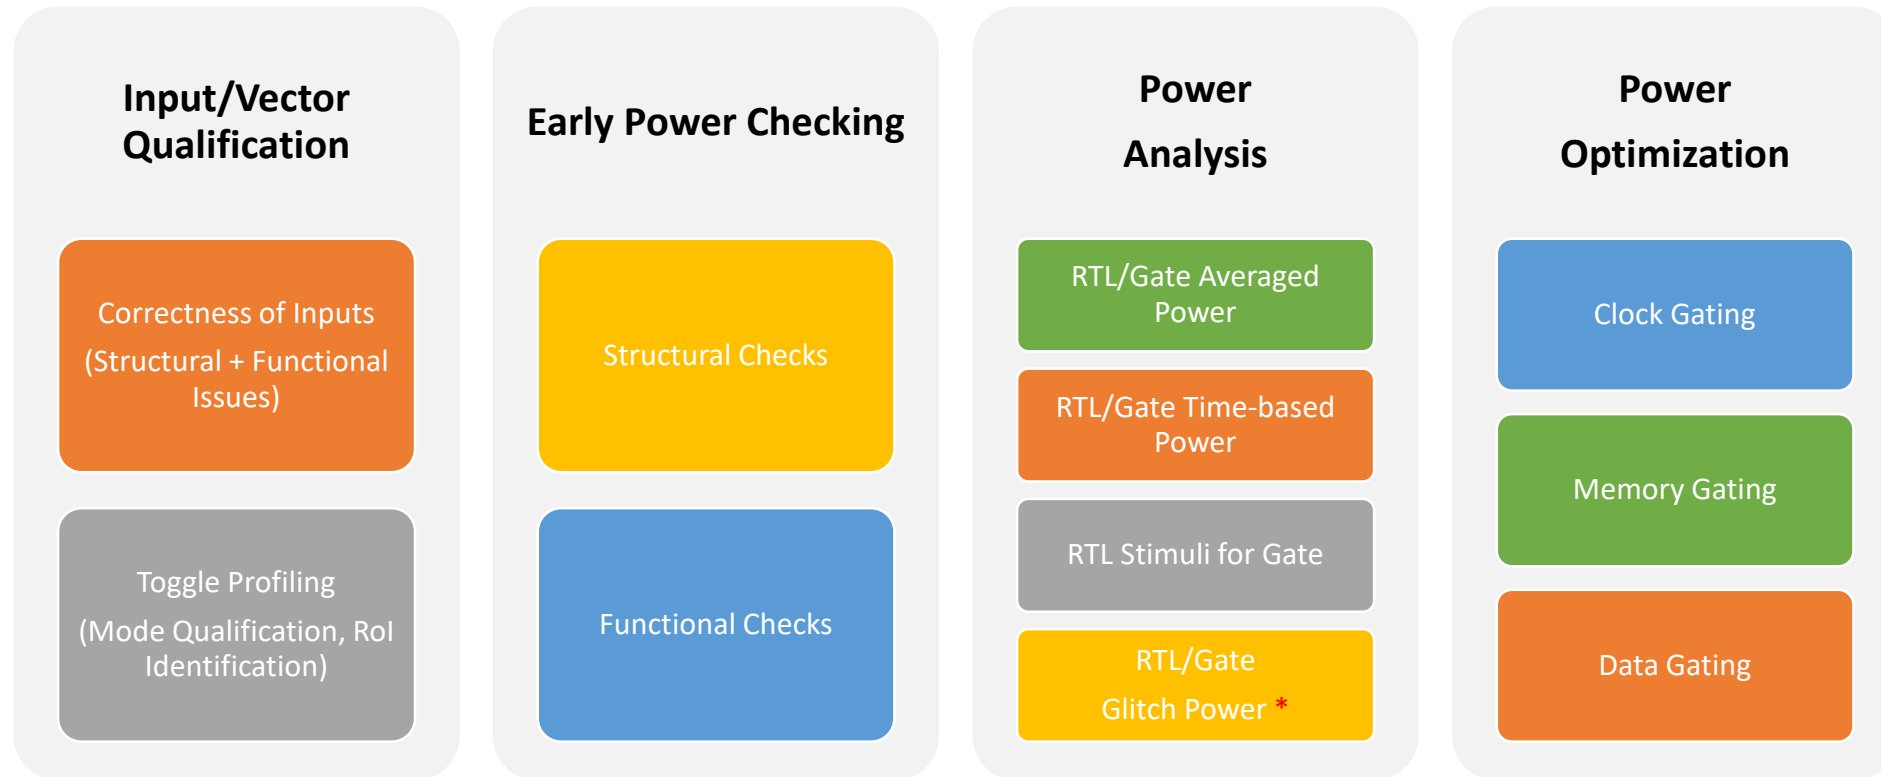 Input/Vector
Qualification
Correctness of Inputs
(Structural + Functional
Issues)
Toggle Profiling
(Mode Qualification, RoI
Identification)
Early Power Checking
Structural Checks
Functional Checks
Power
Analysis
RTL/Gate Averaged
Power
RTL/Gate Time-based
Power
RTL Stimuli for Gate
RTL/Gate
Glitch Power *
Power
Optimization
Clock Gating
Memory Gating
Data Gating